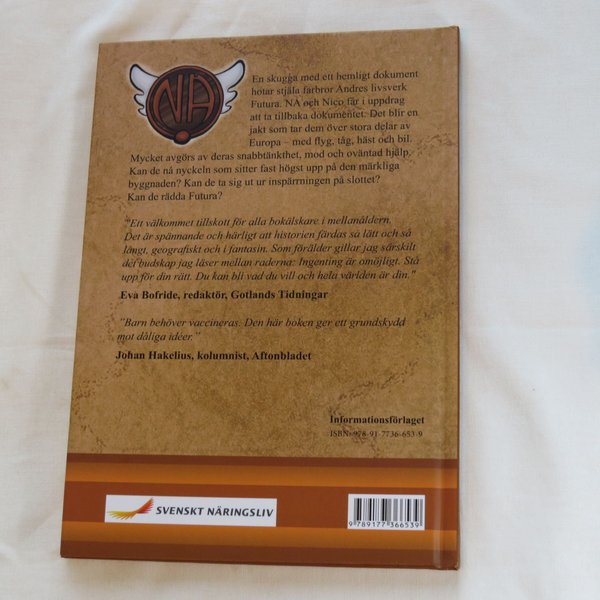 NA
En skugga med ett hemligt dokument
hotar stjäla farbror Andres livsverk
Futura. NA och Nico får i uppdrag
att ta tillbaka dokumentet. Det blir en
jakt som tar dem över stora delar av
Europa – med flyg, tåg, häst och bil.
Mycket avgörs av deras snabbtänkthet, mod och oväntad hjälp.
Kan de nå nyckeln som sitter fast högst upp på den märkliga
byggnaden? Kan de ta sig ut ur inspärrningen på slottet?
Kan de rädda Futura?
"Ett välkommet tillskott för alla bokälskare i mellanåldern.
Det är spännande och härligt att historien färdas så lätt och så
långt, geografiskt och i fantasin. Som förälder gillar jag särskilt
det budskap jag läser mellan raderna: Ingenting är omöjligt. Stå
upp för din rätt. Du kan bli vad du vill och hela världen är din."
Eva Bofride, redaktör, Gotlands Tidningar
"Barn behöver vaccineras. Den här boken ger ett grundskydd
mot dåliga idéer."
Johan Hakelius, kolumnist, Aftonbladet
Informationsförlaget
ISBN: 978-91-7736-653-9
SVENSKT NÄRINGSLIV
9 789177 366539